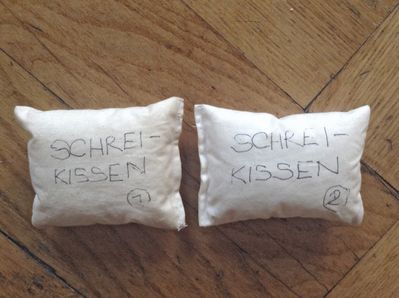 SCHREI-
KISSEN
1
SCHREI-
KISSEN
2